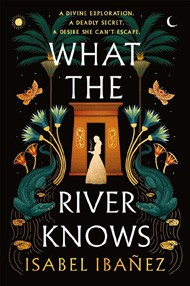 A DIVINE EXPLORATION.
A DEADLY SECRET.
A DESIRE SHE CAN'T ESCAPE.
WHAT
THE
RIVER
KNOWS
ISABEL IBAÑEZ